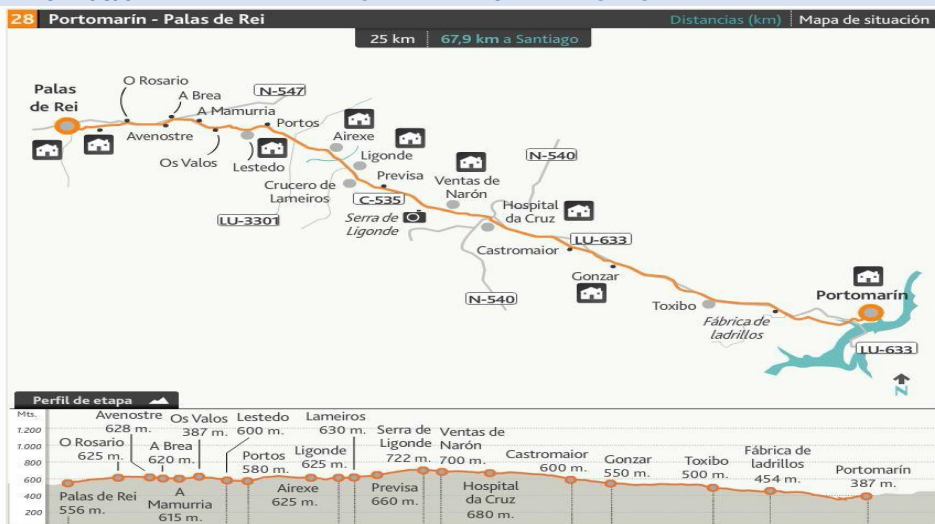 28 Portomarín - Palas de Rei
Distancias (km) Mapa de situación
25 km 67,9 km a Santiago
Palas
de Rei
O Rosario
A Brea
N-547
A Mamurria
Portos
Avenostre
Os Valos
Lestedo
Airexe
Ligonde
Crucero de
Lameiros
Previsa
C-535
LU-3301
Serra de
Ligonde
Ventas de
Narón
N-540
Hospital
da Cruz
LU-633
Castromaior
Gonzar
N-540
Toxibo
Fábrica de
ladrillos
Portomarín
LU-633
N
Perfil de etapa
Mts.
1.200
1.000
800
600
400
200
Palas de Rei
556 m.
O Rosario
625 m.
Avenostre
628 m.
A Brea
620 m.
A
Mamurria
615 m.
Os Valos
387 m.
Lestedo
600 m.
Portos
580 m.
Airexe
625 m.
Ligonde
625 m.
Lameiros
630 m.
Previsa
660 m.
Serra de
Ligonde
722 m.
Ventas de
Narón
700 m.
Hospital
da Cruz
680 m.
Castromaior
600 m.
Gonzar
550 m.
Toxibo
500 m.
Fábrica de
ladrillos
454 m.
Portomarín
387 m.